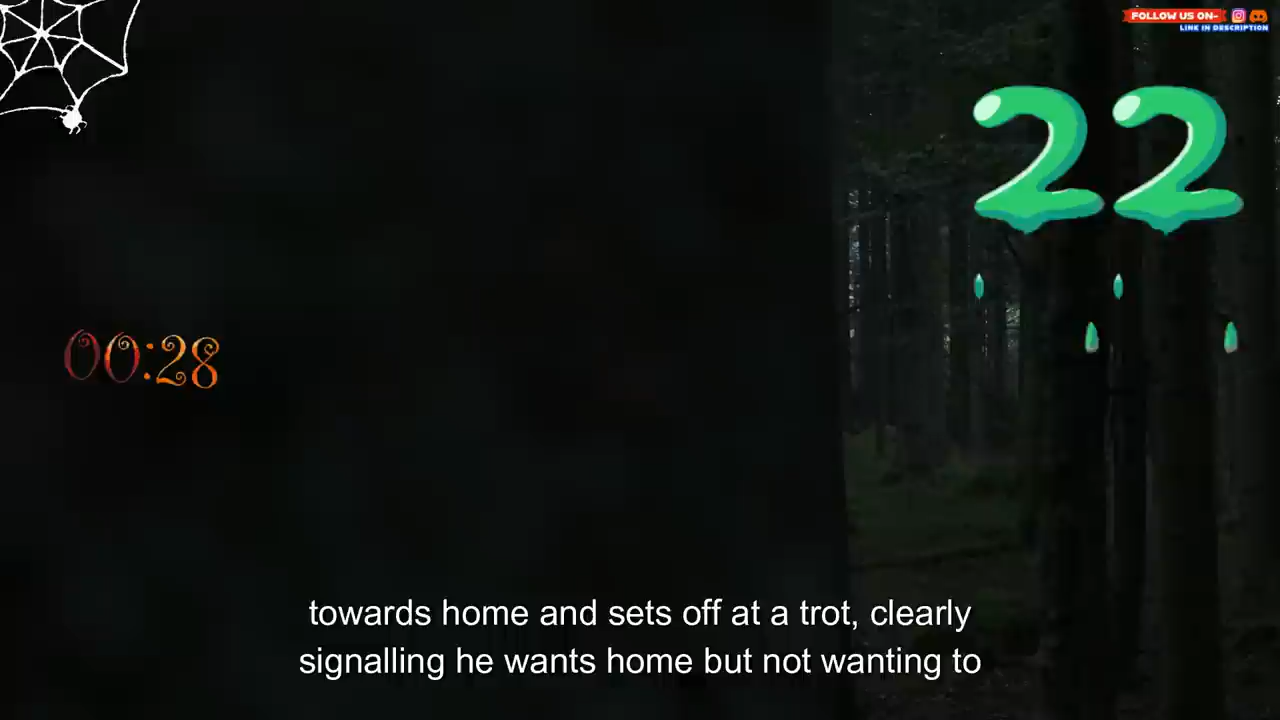 FOLLOW US ON-
LINK IN DESCRIPTION
22
00:28
towards home and sets off at a trot, clearly
signalling he wants home but not wanting to